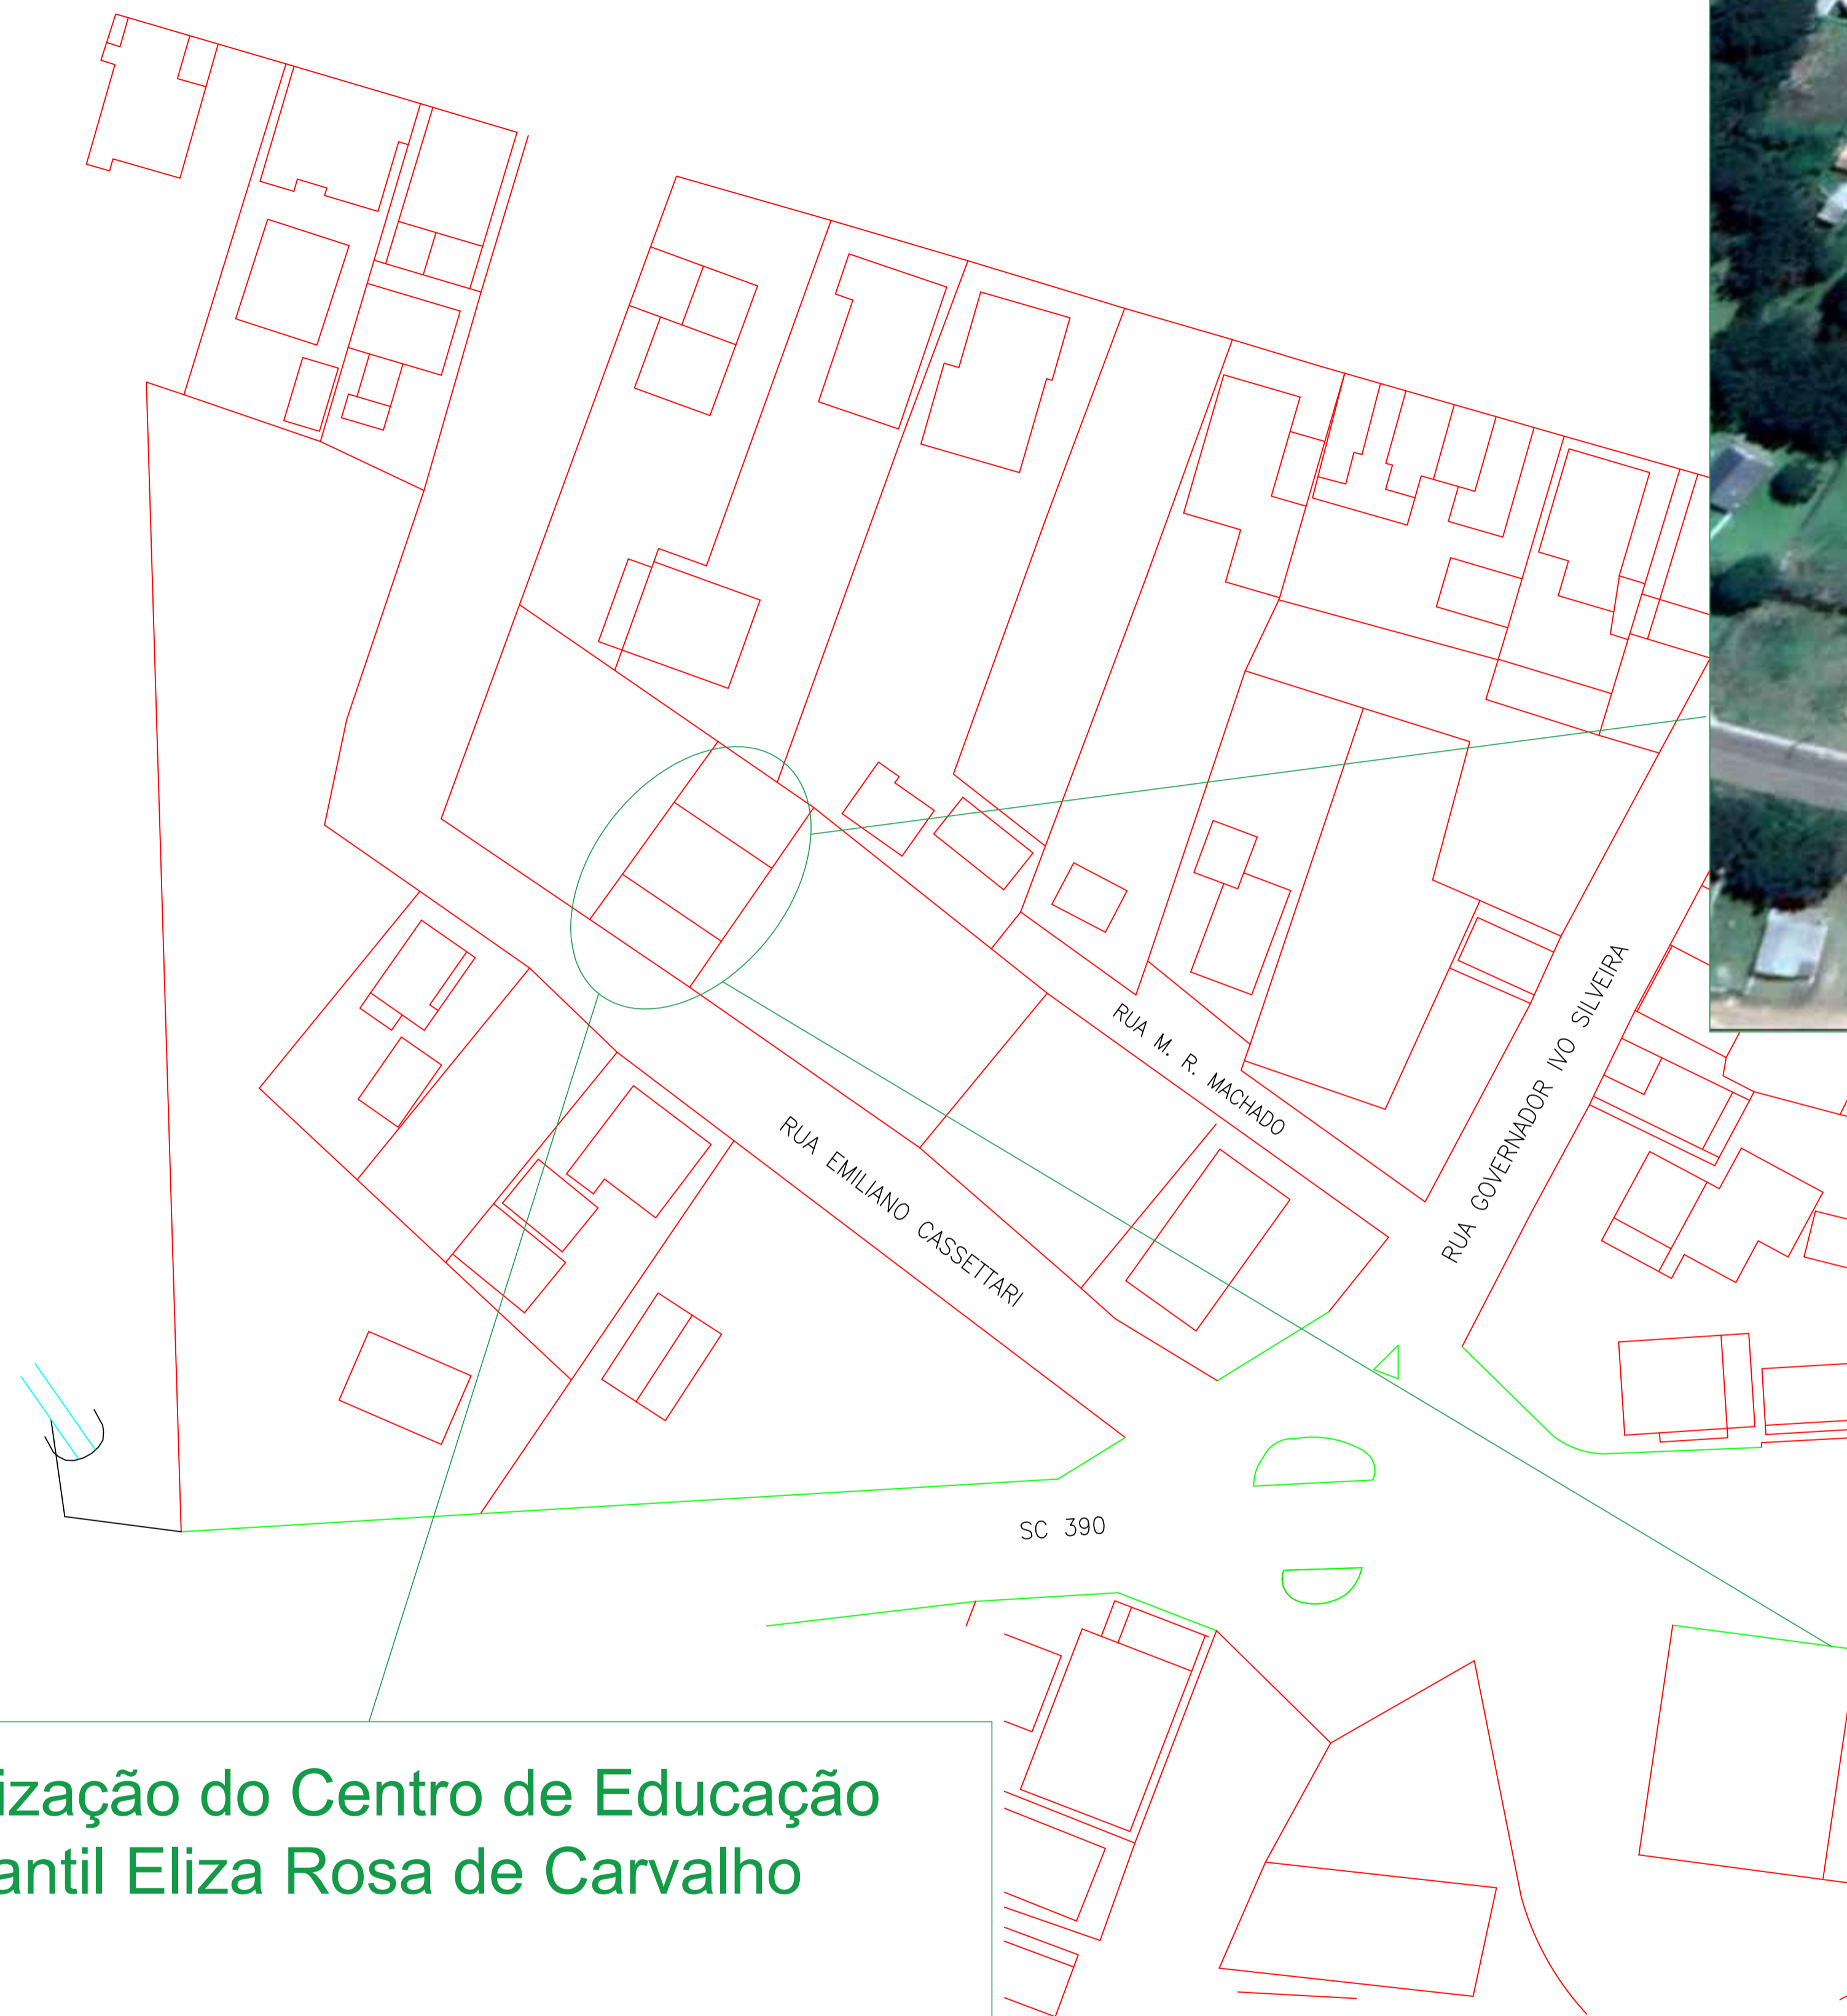 RUA M. R. MACHADO
RUA GOVERNADOR IVO SILVEIRA
RUA EMILIANO CASSETTARI
SC 390
ização do Centro de Educação
antil Eliza Rosa de Carvalho